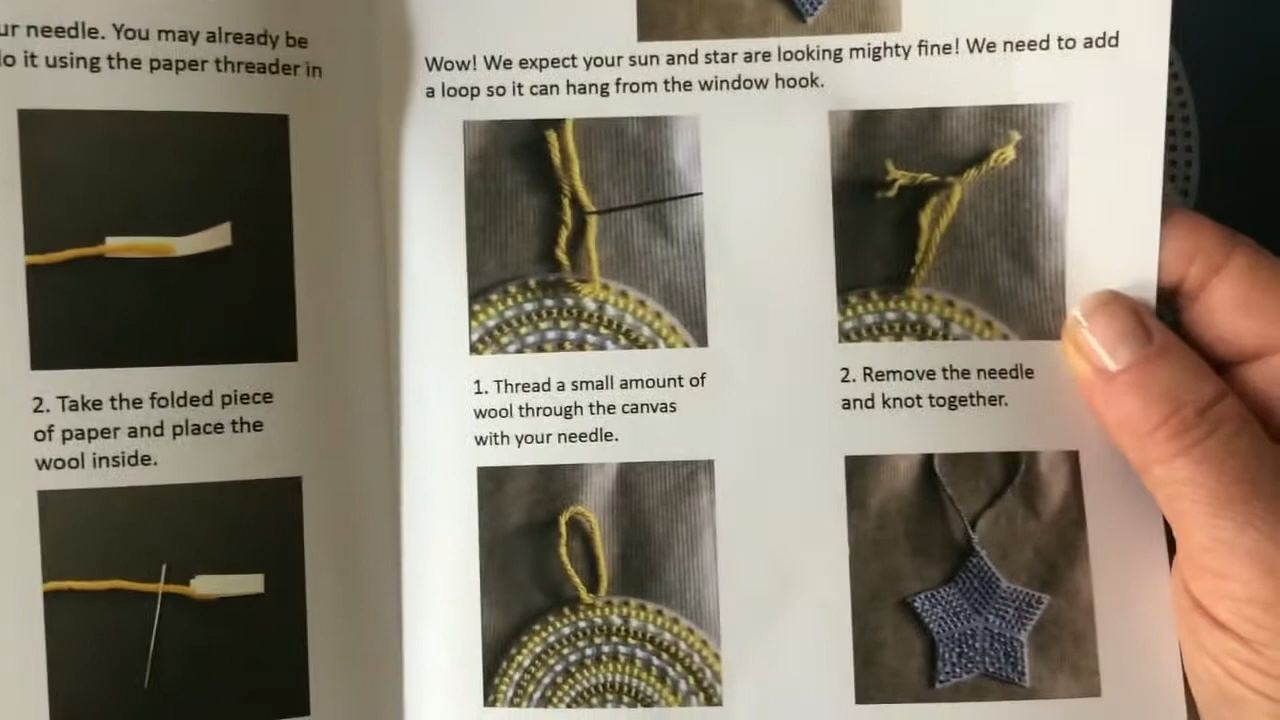 ur needle. You may already be
do it using the paper threader in
2. Take the folded piece
of paper and place the
wool inside.
Wow! We expect your sun and star are looking mighty fine! We need to add
a loop so it can hang from the window hook.
1. Thread a small amount of
wool through the canvas
with your needle.
2. Remove the needle
and knot together.